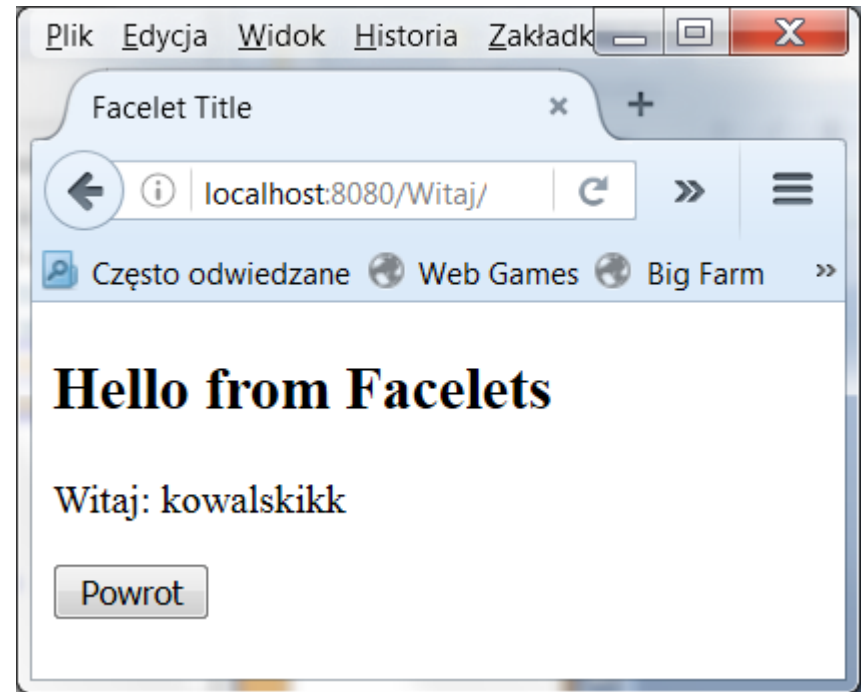 Plik Edycja Widok Historia Zakładk
Facelet Title
localhost:8080/Witaj/
Często odwiedzane Web Games Big Farm
Hello from Facelets
Witaj: kowalskikk
Powrot